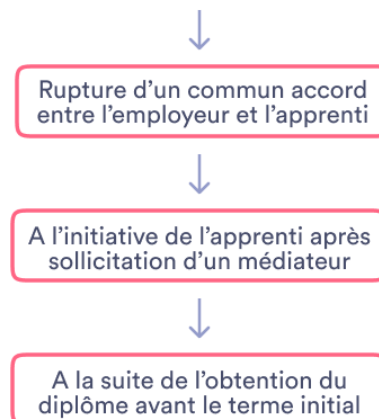 Rupture d'un commun accord
entre l'employeur et l'apprenti
A l'initiative de l'apprenti après
sollicitation d'un médiateur
A la suite de l'obtention du
diplôme avant le terme initial